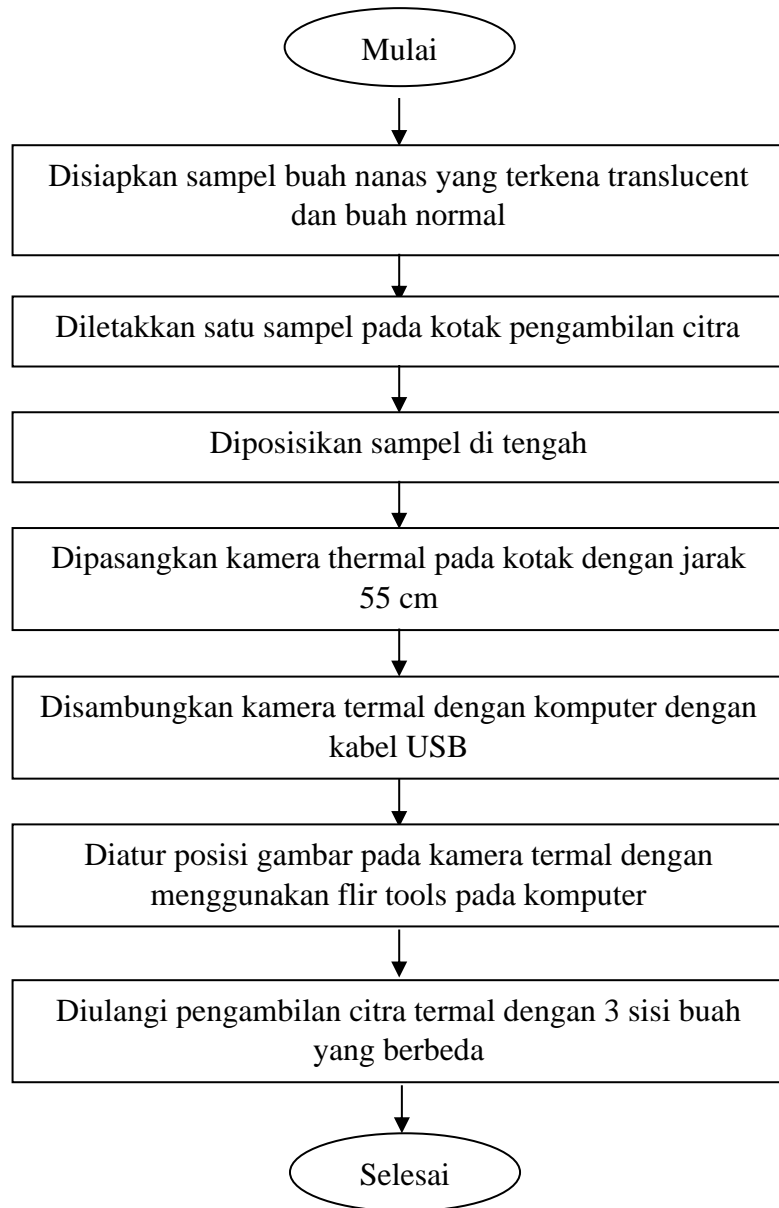 Mulai
Disiapkan sampel buah nanas yang terkena translucent
dan buah normal
Diletakkan satu sampel pada kotak pengambilan citra
Diposisikan sampel di tengah
Dipasangkan kamera thermal pada kotak dengan jarak
55 cm
Disambungkan kamera termal dengan komputer dengan
kabel USB
Diatur posisi gambar pada kamera termal dengan
menggunakan flir tools pada komputer
Diulangi pengambilan citra termal dengan 3 sisi buah
yang berbeda
Selesai